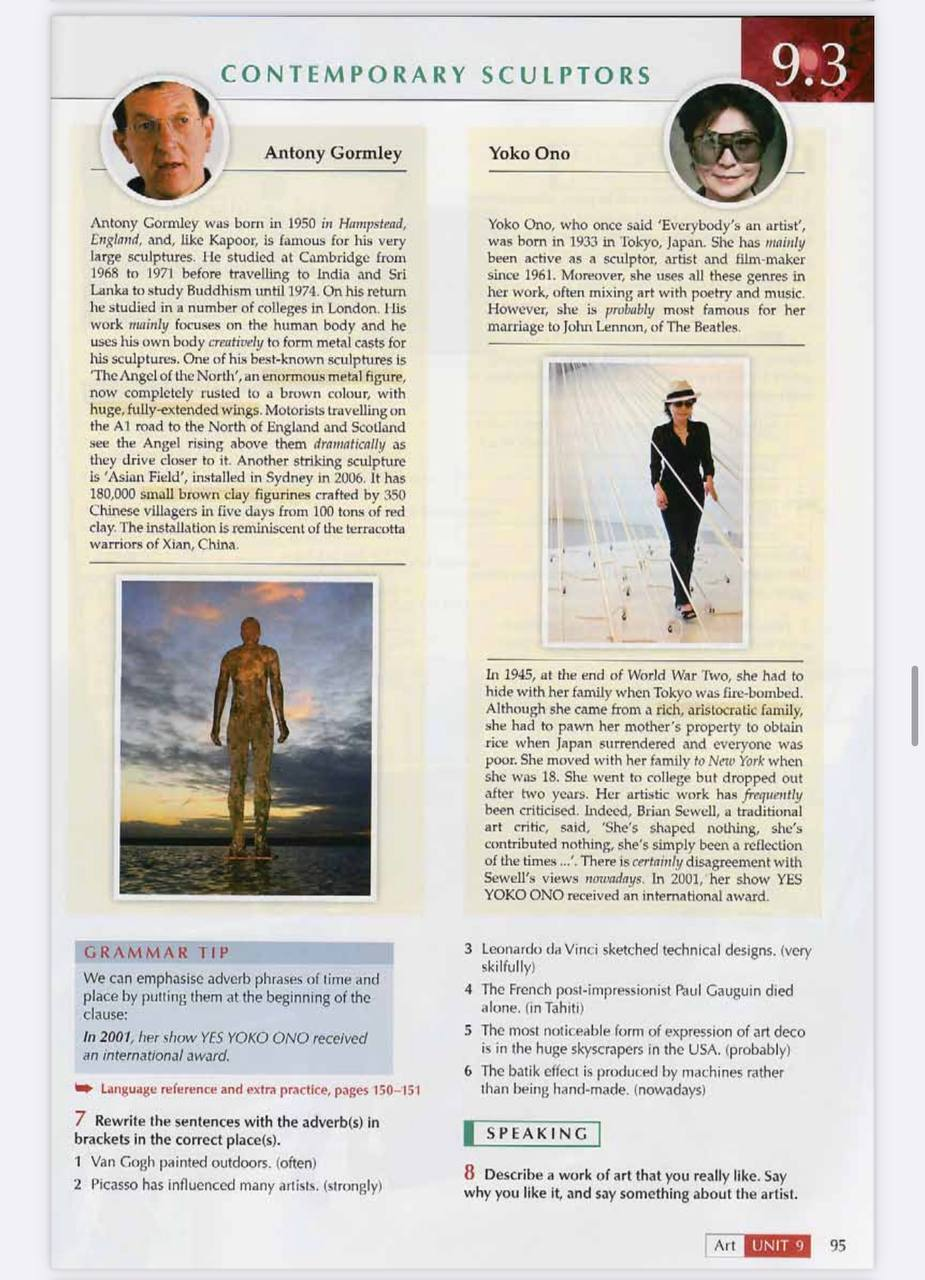 CONTEMPORARY SCULPTORS
9.3
Antony Gormley
Antony Gormley was born in 1950 in Hampstead,
England, and, like Kapoor, is famous for his very
large sculptures. He studied at Cambridge from
1968 to 1971 before travelling to India and Sri
Lanka to study Buddhism until 1974. On his return
he studied in a number of colleges in London. His
work mainly focuses on the human body and he
uses his own body creatively to form metal casts for
his sculptures. One of his best-known sculptures is
'The Angel of the North', an enormous metal figure,
now completely rusted to a brown colour, with
huge, fully-extended wings. Motorists travelling on
the A1 road to the North of England and Scotland
see the Angel rising above them dramatically as
they drive closer to it. Another striking sculpture
is 'Asian Field', installed in Sydney in 2006. It has
180,000 small brown clay figurines crafted by 350
Chinese villagers in five days from 100 tons of red
clay. The installation is reminiscent of the terracotta
warriors of Xian, China.
Yoko Ono
Yoko Ono, who once said 'Everybody's an artist',
was born in 1933 in Tokyo, Japan. She has mainly
been active as a sculptor, artist and film-maker
since 1961. Moreover, she uses all these genres in
her work, often mixing art with poetry and music.
However, she is probably most famous for her
marriage to John Lennon, of The Beatles.
In 1945, at the end of World War Two, she had to
hide with her family when Tokyo was fire-bombed.
Although she came from a rich, aristocratic family,
she had to pawn her mother's property to obtain
rice when Japan surrendered and everyone was
poor. She moved with her family to New York when
she was 18. She went to college but dropped out
after two years. Her artistic work has frequently
been criticised. Indeed, Brian Sewell, a traditional
art critic, said, 'She's shaped nothing, she's
contributed nothing, she's simply been a reflection
of the times ...'. There is certainly disagreement with
Sewell's views nowadays. In 2001, her show YES
YOKO ONO received an international award.
GRAMMAR TIP
We can emphasise adverb phrases of time and
place by putting them at the beginning of the
clause:
In 2001, her show YES YOKO ONO received
an international award.
Language reference and extra practice, pages 150–151
7 Rewrite the sentences with the adverb(s) in
brackets in the correct place(s).
1 Van Gogh painted outdoors. (often)
2 Picasso has influenced many artists. (strongly)
3 Leonardo da Vinci sketched technical designs. (very
skilfully)
4 The French post-impressionist Paul Gauguin died
alone. (in Tahiti)
5 The most noticeable form of expression of art deco
is in the huge skyscrapers in the USA. (probably)
6 The batik effect is produced by machines rather
than being hand-made. (nowadays)
SPEAKING
8 Describe a work of art that you really like. Say
why you like it, and say something about the artist.
Art UNIT 9 95